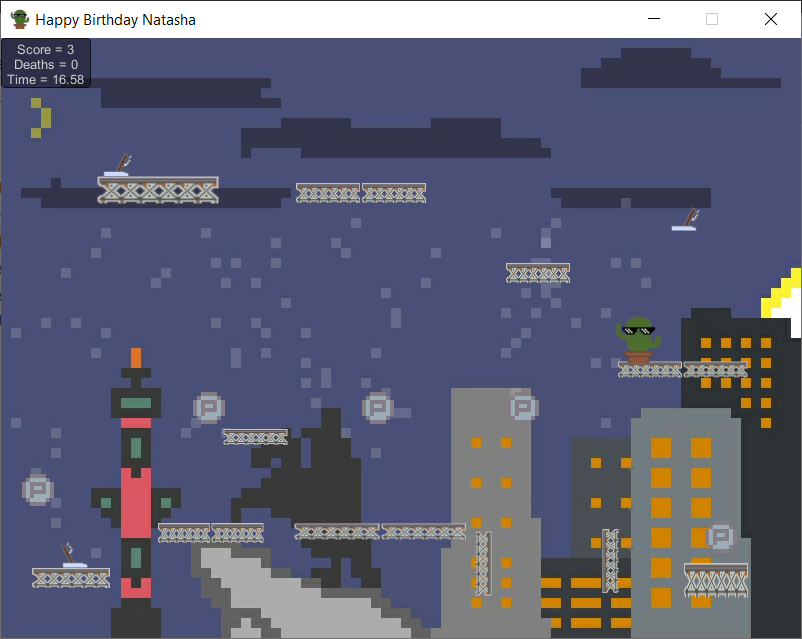 Happy Birthday Natasha
Score = 3
Deaths = 0
Time = 16.58
P
P
P
P
P